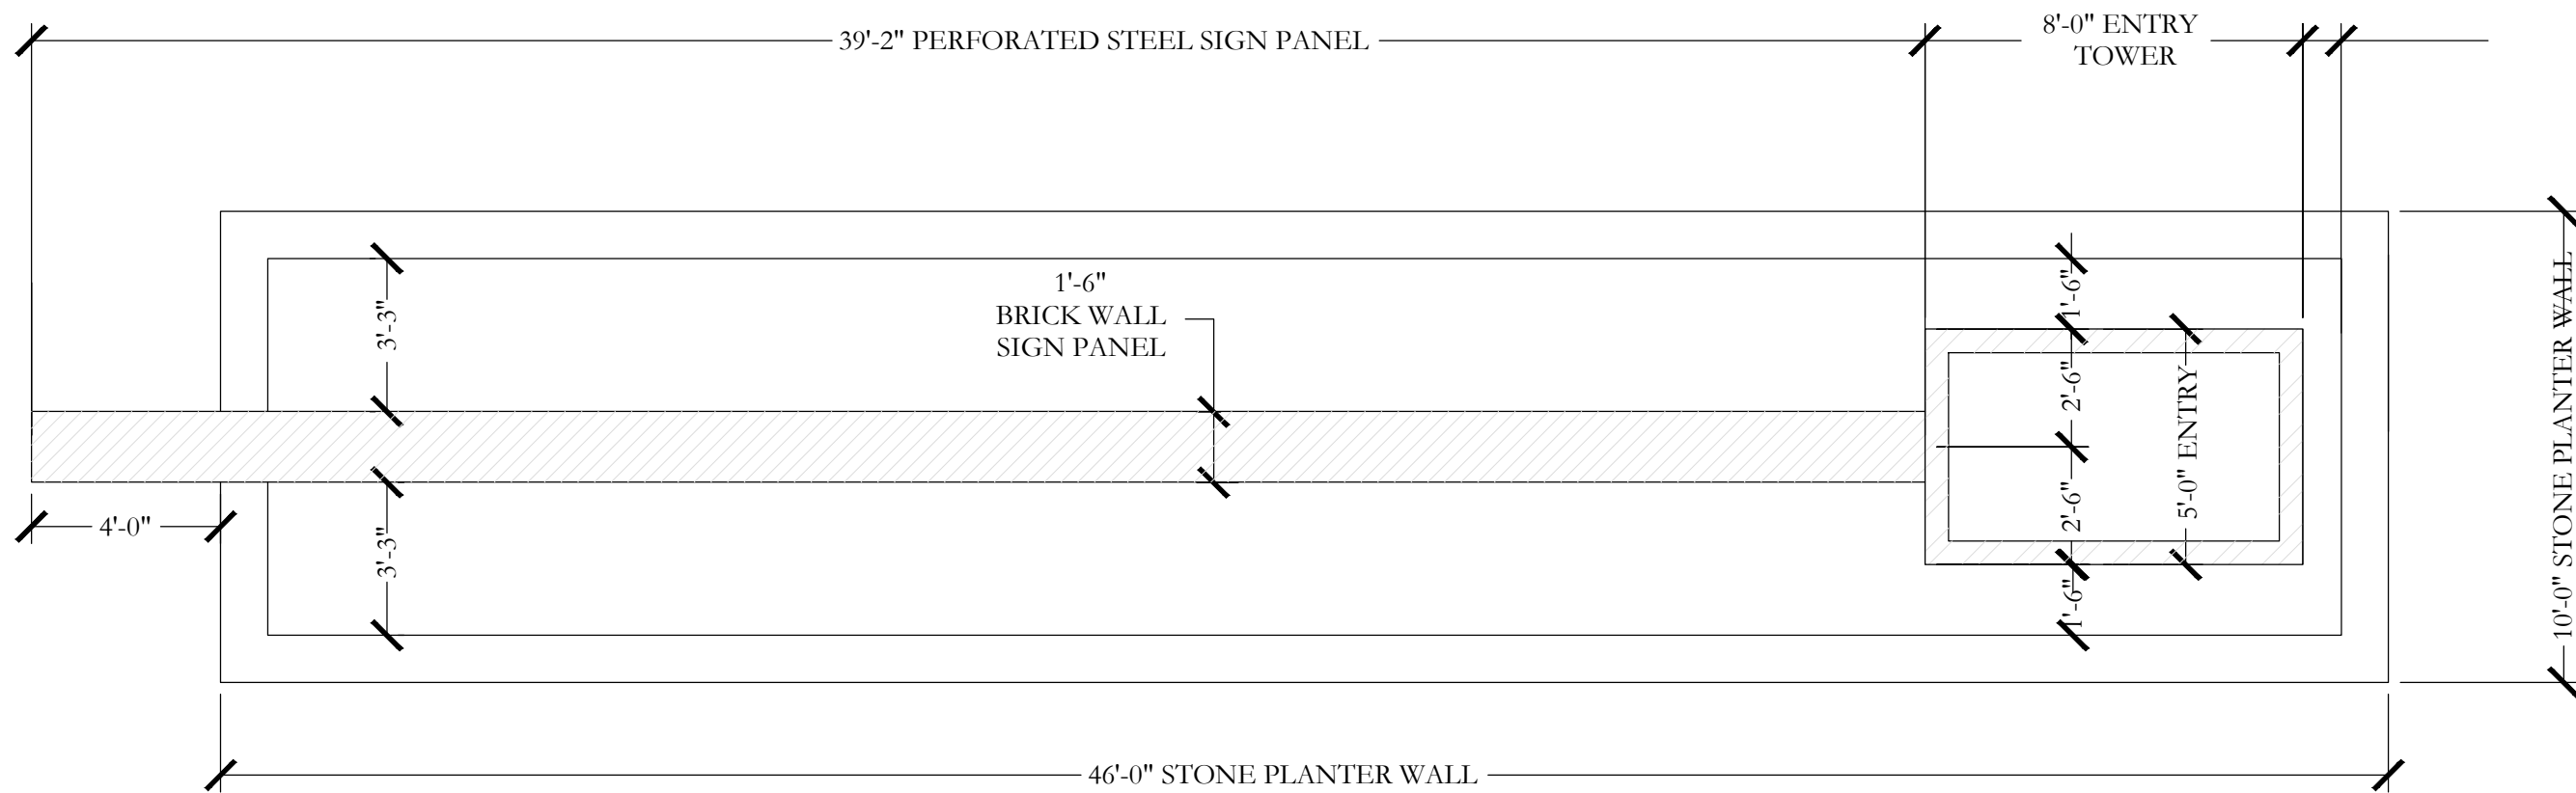 39'-2" PERFORATED STEEL SIGN PANEL
8'-0" ENTRY
TOWER
1'-6"
BRICK WALL
SIGN PANEL
3'-3"
3'-3"
4'-0"
1'-6"
2'-6"
2'-6"
1'-6"
5'-0" ENTRY
10'-0" STONE PLANTER WALL
46'-0" STONE PLANTER WALL